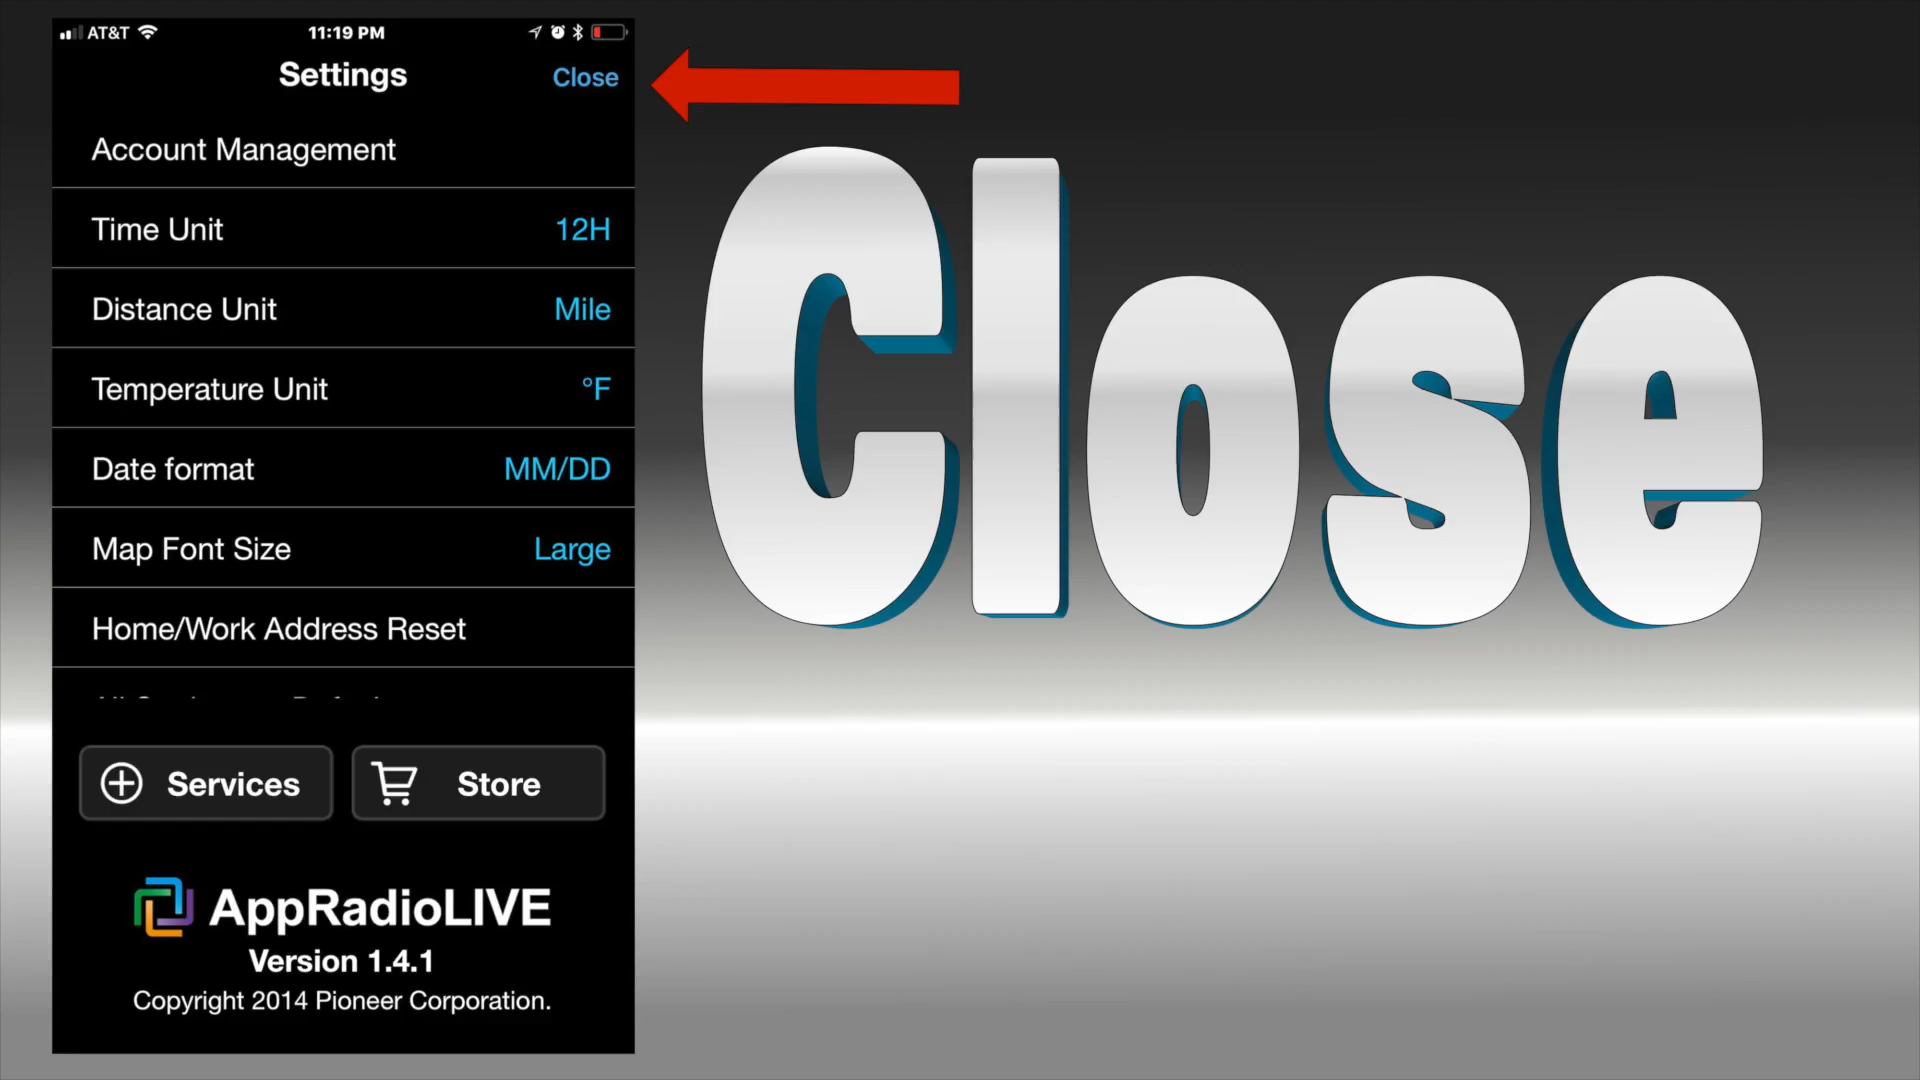 AT&T 11:19 PM
Settings Close
Account Management
Time Unit 12H
Distance Unit Mile
Temperature Unit °F
Date format MM/DD
Map Font Size Large
Home/Work Address Reset
Services Store
AppRadioLIVE
Version 1.4.1
Copyright 2014 Pioneer Corporation.
Close